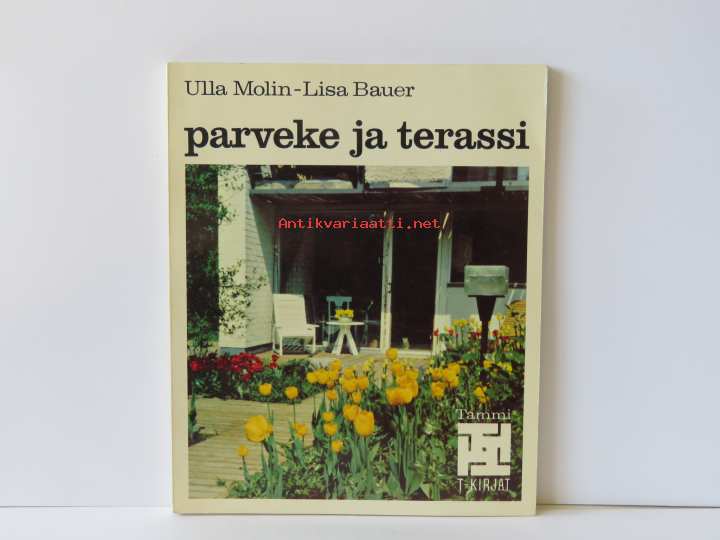 Ulla Molin-Lisa Bauer
parveke ja terassi
Antikvariaatti.net
Tammi
T-KIRJAT